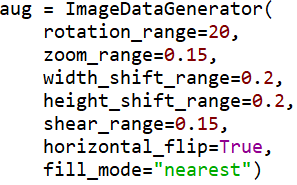 aug = ImageDataGenerator(
    rotation_range=20,
    zoom_range=0.15,
    width_shift_range=0.2,
    height_shift_range=0.2,
    shear_range=0.15,
    horizontal_flip=True,
    fill_mode="nearest")